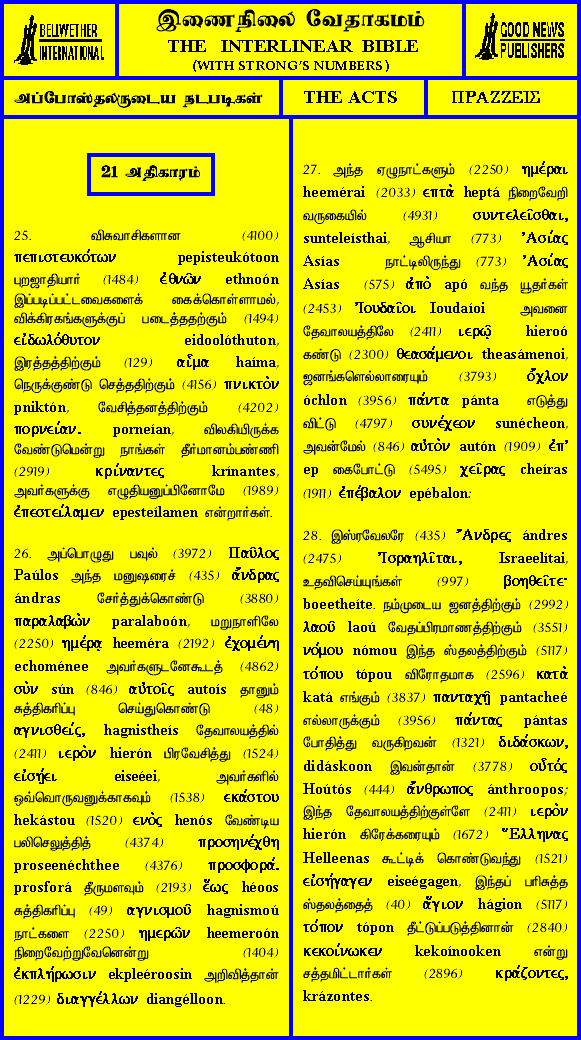 BELLWETHER
INTERNATIONAL
இணைநிலை வேதாகமம்
THE INTERLINEAR BIBLE
(WITH STRONG'S NUMBERS)
GOOD NEWS
PUBLISHERS
அப்போஸ்தலருடைய நடபடிகள்
THE ACTS
ΠΡΑΖΖΕΙΣ
21 அதிகாரம்
25. விசுவாசிகளான (4100)
πεπιστευκότων pepisteukótoon
புறஜாதியார் (1484) ἐθνῶν ethnoón
இப்படிப்பட்டவைகளைக் கைக்கொள்ளாமல்,
விக்கிரகங்களுக்குப் படைத்ததற்கும் (1494)
εἰδωλόθυτον eidoolóthuton,
இரத்தத்திற்கும் (129) αἷμα haíma,
நெருக்குண்டு செத்ததிற்கும் (4156) πνικτὸν
pniktón, வேசித்தனத்திற்கும் (4202)
πορνείαν. porneían, விலகியிருக்க
வேண்டுமென்று நாங்கள் தீர்மானம்பண்ணி
(2919) κρίναντες krínantes,
அவர்களுக்கு எழுதியனுப்பினோமே (1989)
ἐπεστείλαμεν epesteílamen என்றார்கள்.
26. அப்பொழுது பவுல் (3972) Παῦλος
Paúlos அந்த மனுஷரைச் (435) ἄνδρας
ándras சேர்த்துக்கொண்டு (3880)
παραλαβὼν paralaboón, மறுநாளிலே
(2250) ἡμέρᾳ heeméra (2192) ἐχομένῃ
echoménee அவர்களுடனேகூடத் (4862)
σὺν sún (846) αὐτοῖς autoís தானும்
சுத்திகரிப்பு செய்துகொண்டு (48)
ἁγνισθείς, hagnistheís தேவாலயத்தில்
(2411) ἱερὸν hierón பிரவேசித்து (1524)
εἰσῄει eiseéei, அவர்களில்
ஒவ்வொருவனுக்காகவும் (1538) ἑκάστου
hekástou (1520) ἑνὸς henós வேண்டிய
பலிசெலுத்தித் (4374) προσηνέχθη
proseenéchthee (4376) προσφορά.
prosforá தீருமளவும் (2193) ἕως héoos
சுத்திகரிப்பு (49) ἁγνισμοῦ hagnismoú
நாட்களை (2250) ἡμερῶν heemeroón
நிறைவேற்றுவேனென்று (1404)
ἐκπλήρωσιν ekpleéroosin அறிவித்தான்
(1229) διαγγέλλων diangélloon.
27. அந்த ஏழுநாட்களும் (2250) ἡμέραι
heemérai (2033) ἑπτὰ heptá நிறைவேறி
வருகையில் (4931) συντελεῖσθαι,
sunteleísthai, ஆசியா (773) Ἀσίας
Asías நாட்டிலிருந்து (773) Ἀσίας
Asías (575) ἀπὸ apó வந்த யூதர்கள்
(2453) Ἰουδαῖοι Ioudaíoi அவனை
தேவாலயத்திலே (2411) ἱερῷ hieroó
கண்டு (2300) θεασάμενοι theasámenoi,
ஜனங்களெல்லாரையும் (3793) ὄχλον
óchlon (3956) πάντα pánta எடுத்து
விட்டு (4797) συνέχεον sunécheon,
அவன்மேல் (846) αὐτὸν autón (1909) ἐπ'
ep கைபோட்டு (5495) χεῖρας cheíras
(1911) ἐπέβαλον epébalon:
28. இஸ்ரவேலரே (435) Ἄνδρες ándres
(2475) Ἰσραηλῖται, Israeelítai,
உதவிசெய்யுங்கள் (997) βοηθεῖτε·
boeetheíte. நம்முடைய ஜனத்திற்கும் (2992)
λαοῦ laoú வேதப்பிரமாணத்திற்கும் (3551)
νόμου nómou இந்த ஸ்தலத்திற்கும் (5117)
τόπου tópou விரோதமாக (2596) κατὰ
katá எங்கும் (3837) πανταχῆ pantacheé
எல்லாருக்கும் (3956) πάντας pántas
போதித்து வருகிறவன் (1321) διδάσκων,
didáskoon இவன்தான் (3778) οὗτός
Hoútós (444) ἄνθρωπος ánthroopos;
இந்த தேவாலயத்திற்குள்ளே (2411) ἱερὸν
hierón கிரேக்கரையும் (1672) Ἕλληνας
Helleenas கூட்டிக் கொண்டுவந்து (1521)
εἰσήγαγεν eiseégagen, இந்தப் பரிசுத்த
ஸ்தலத்தைத் (40) ἅγιον hágion (5117)
τόπον tópon தீட்டுப்படுத்தினான் (2840)
κεκοίνωκεν kekoínooken என்று
சத்தமிட்டார்கள் (2896) κράζοντες,
krázontes.